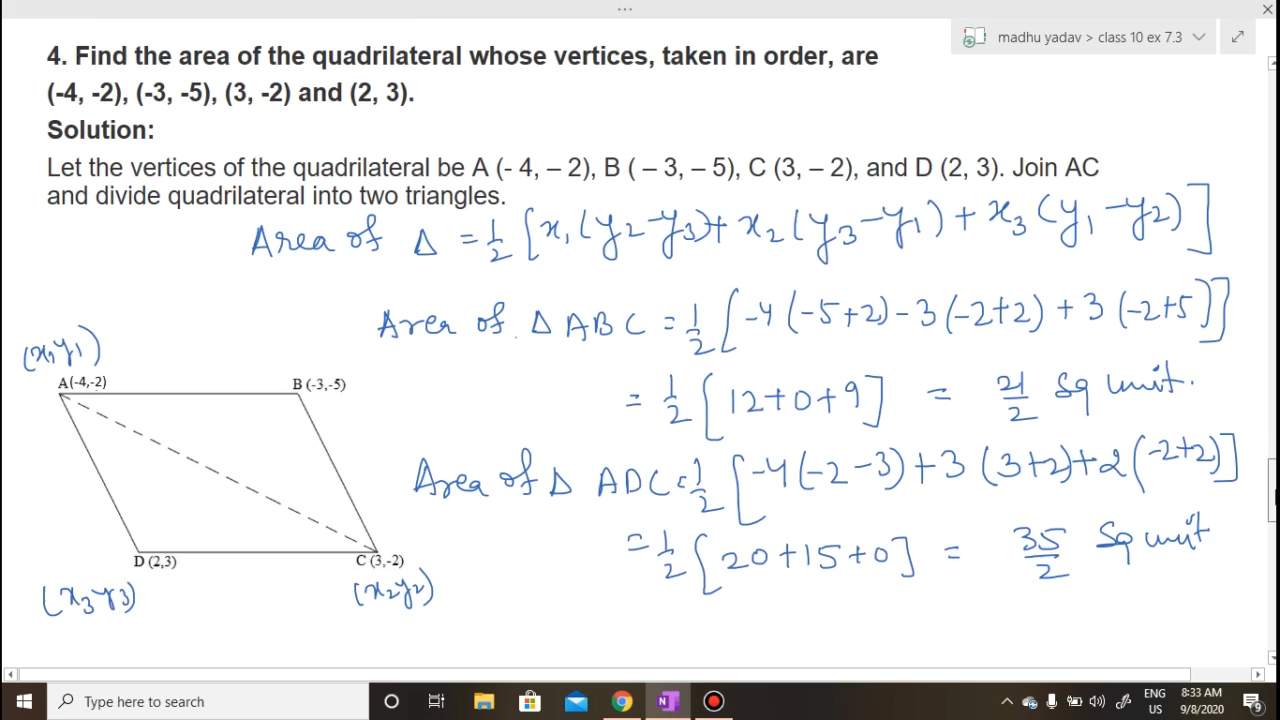 madhu yadav > class 10 ex 7.3
4. Find the area of the quadrilateral whose vertices, taken in order, are
(-4, -2), (-3, -5), (3, -2) and (2, 3).
Solution:
Let the vertices of the quadrilateral be A (- 4, – 2), B ( – 3, – 5), C (3, – 2), and D (2, 3). Join AC
and divide quadrilateral into two triangles.
Area of Δ = 1/2 [x1(y2-y3)+ x2(y3-y1) + x3(y1-y2)]
Area of Δ ABC = 1/2 [-4(-5+2)-3(-2+2)+3(-2+5)]
= 1/2 [12+0+9] = 21/2 Sq unit.
Area of Δ ADC = 1/2 [-4(-2-3)+3(3+2)+2(-2+2)]
= 1/2 [20+15+0] = 35/2 Sq unit
(x1y1)
A(-4,-2)
B (-3,-5)
D (2,3)
C (3,-2)
(x3y3)
(x2y2)
Type here to search
ENG
US
8:33 AM
9/8/2020
9